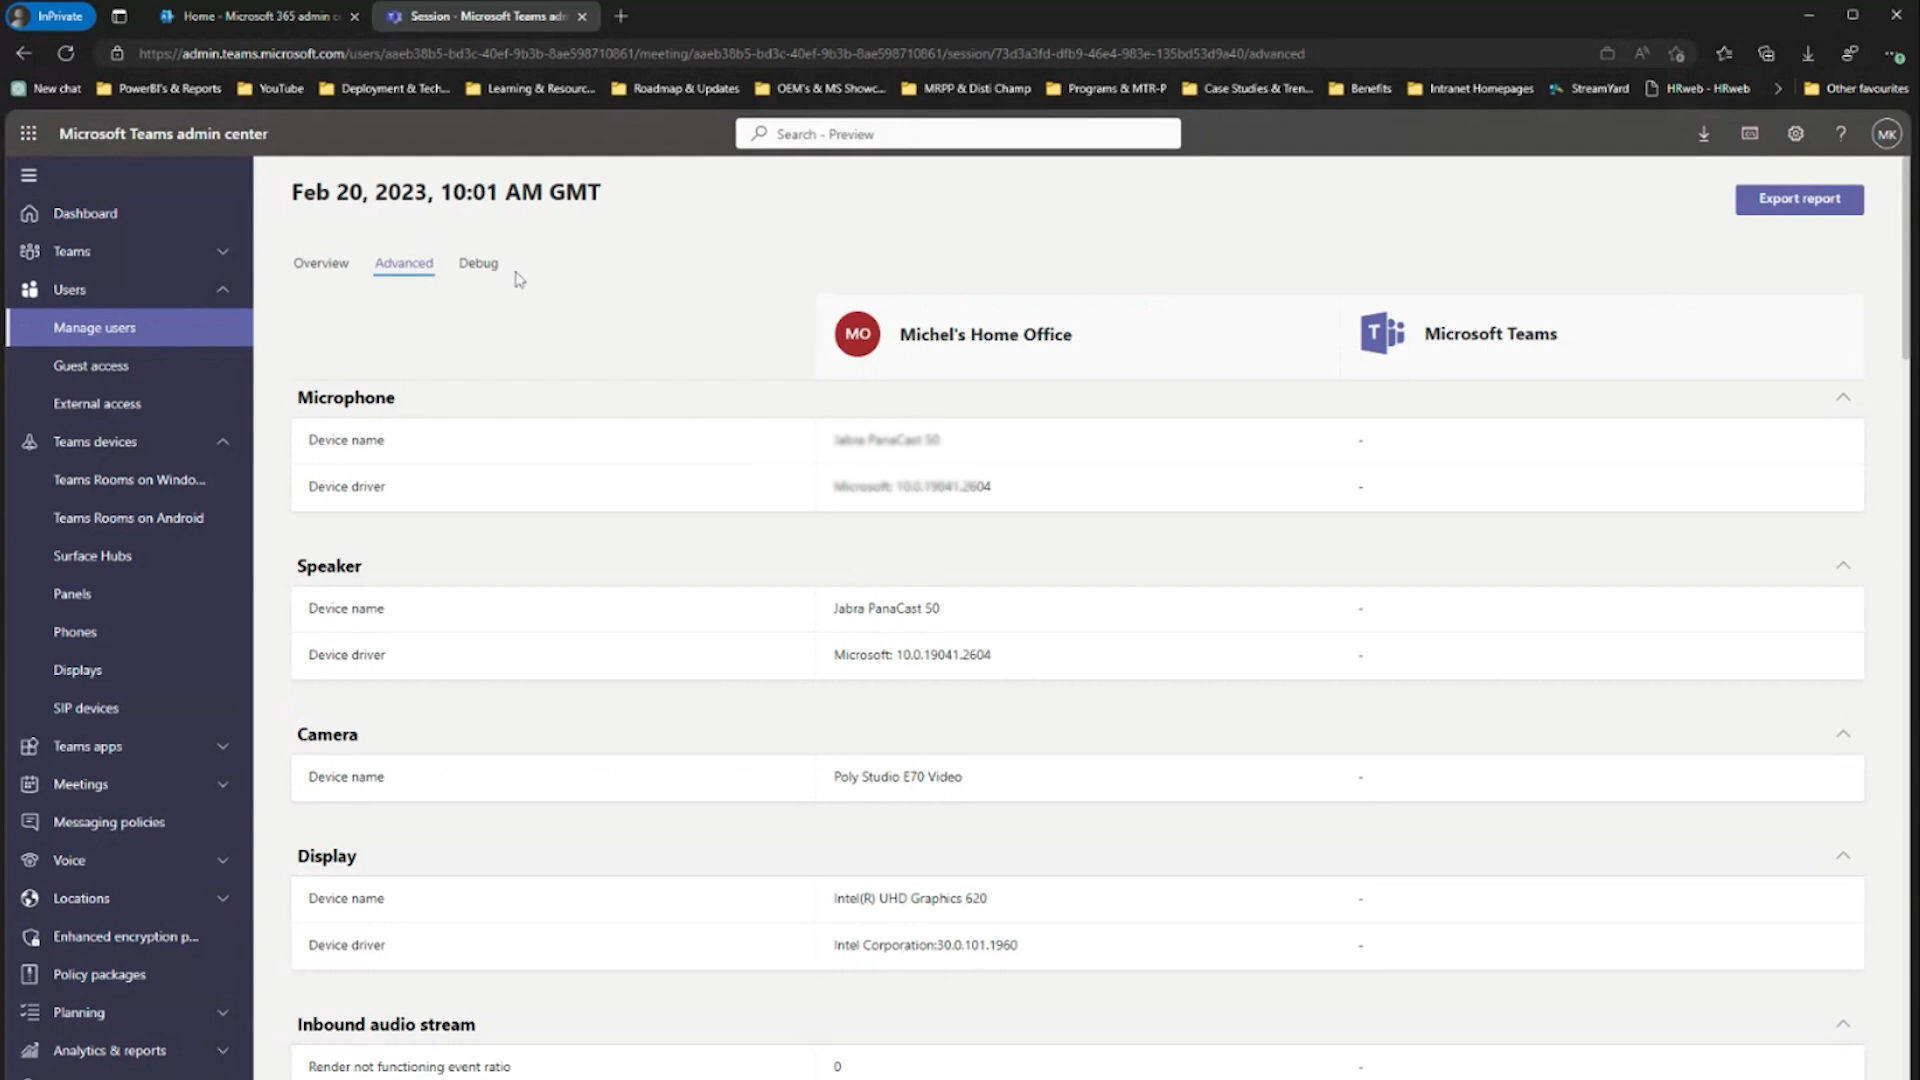 InPrivate
Home - Microsoft 365 admin c
Session - Microsoft Teams adm
https://admin.teams.microsoft.com/users/aaeb38b5-bd3c-40ef-9b3b-8ae598710861/meeting/aaeb38b5-bd3c-40ef-9b3b-8ae598710861/session/73d3a3fd-dfb9-46e4-983e-135bd53d9a40/advanced
New chat
PowerBI's & Reports
YouTube
Deployment & Tech...
Learning & Resourc...
Roadmap & Updates
OEM's & MS Showc...
MRPP & Disti Champ
Programs & MTR-P
Case Studies & Tren...
Benefits
Intranet Homepages
StreamYard
HRweb - HRweb
Other favourites
Microsoft Teams admin center
Search - Preview
?
MK
Dashboard
Teams
Users
Manage users
Guest access
External access
Teams devices
Teams Rooms on Windo...
Teams Rooms on Android
Surface Hubs
Panels
Phones
Displays
SIP devices
Teams apps
Meetings
Messaging policies
Voice
Locations
Enhanced encryption p...
Policy packages
Planning
Analytics & reports
Feb 20, 2023, 10:01 AM GMT
Export report
Overview
Advanced
Debug
MO
Michel's Home Office
T
Microsoft Teams
Microphone
Device name
Jabra PanaCast 50
-
Device driver
Microsoft: 10.0.19041.2604
-
Speaker
Device name
Jabra PanaCast 50
-
Device driver
Microsoft: 10.0.19041.2604
-
Camera
Device name
Poly Studio E70 Video
-
Display
Device name
Intel(R) UHD Graphics 620
-
Device driver
Intel Corporation:30.0.101.1960
-
Inbound audio stream
Render not functioning event ratio
0
-